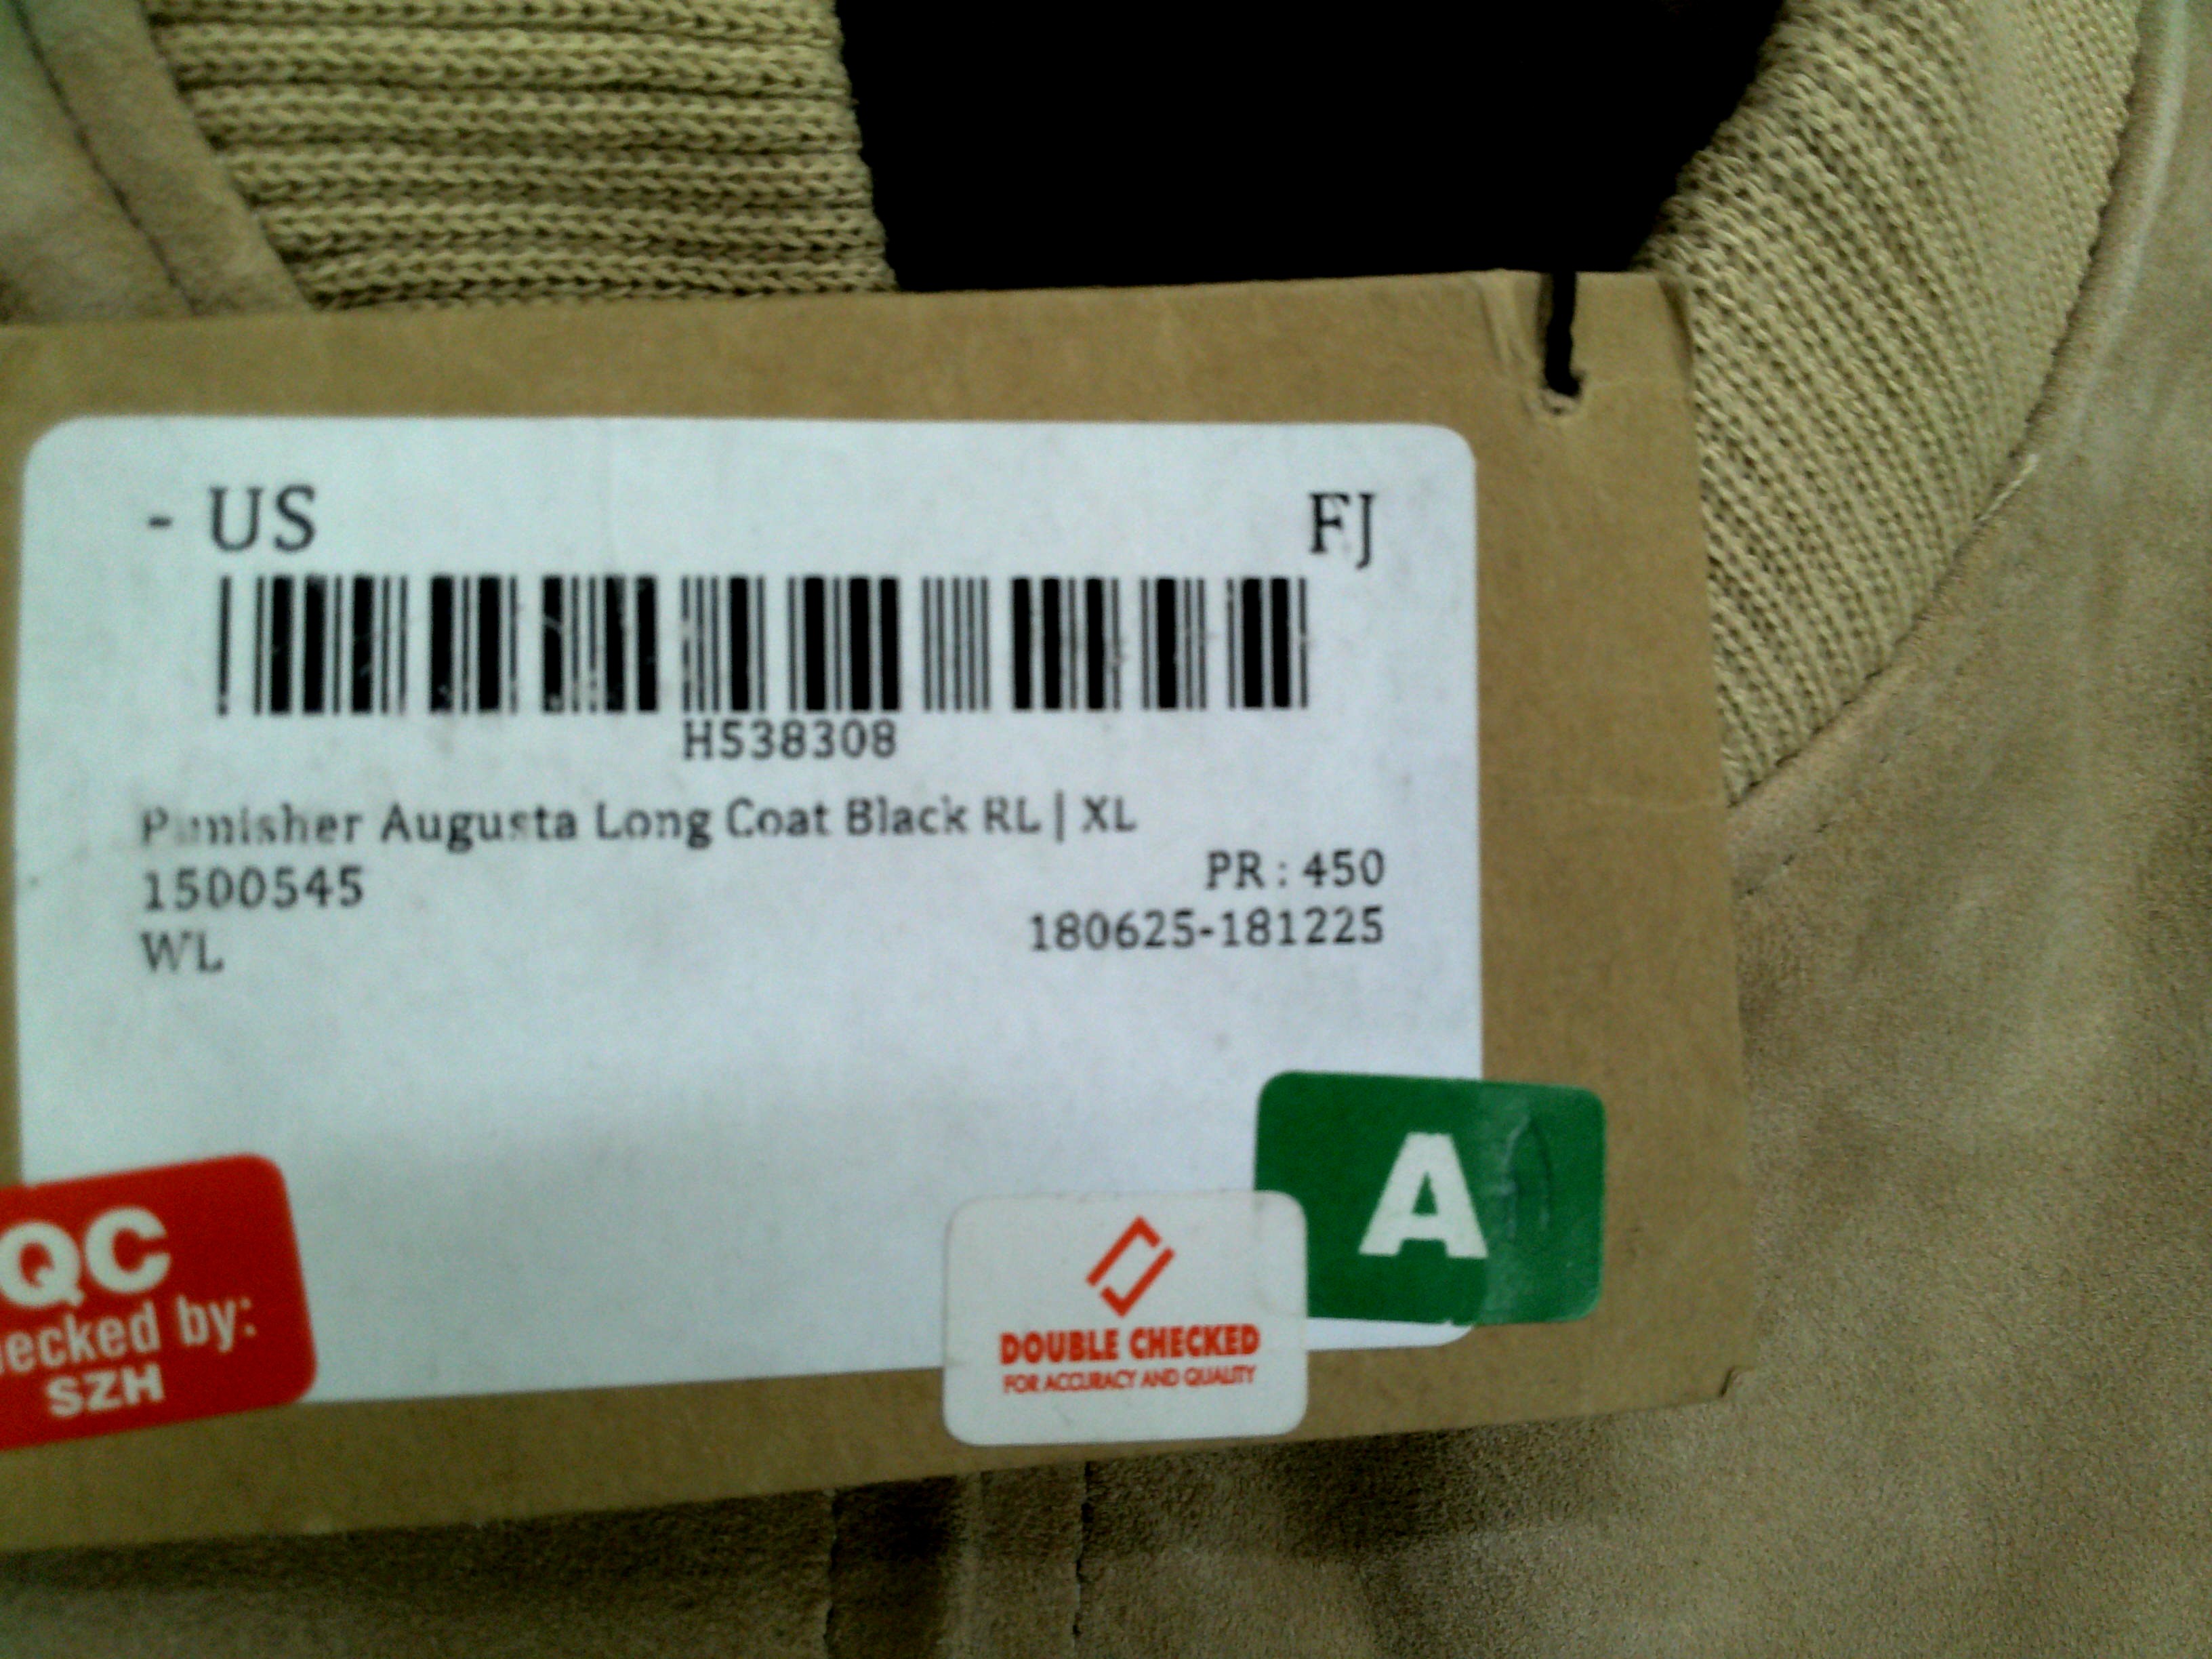 - US FJ
H538308
Punisher Augusta Long Coat Black RL | XL
1500545 PR : 450
WL 180625-181225
A
QC
ecked by:
SZH
DOUBLE CHECKED
FOR ACCURACY AND QUALITY